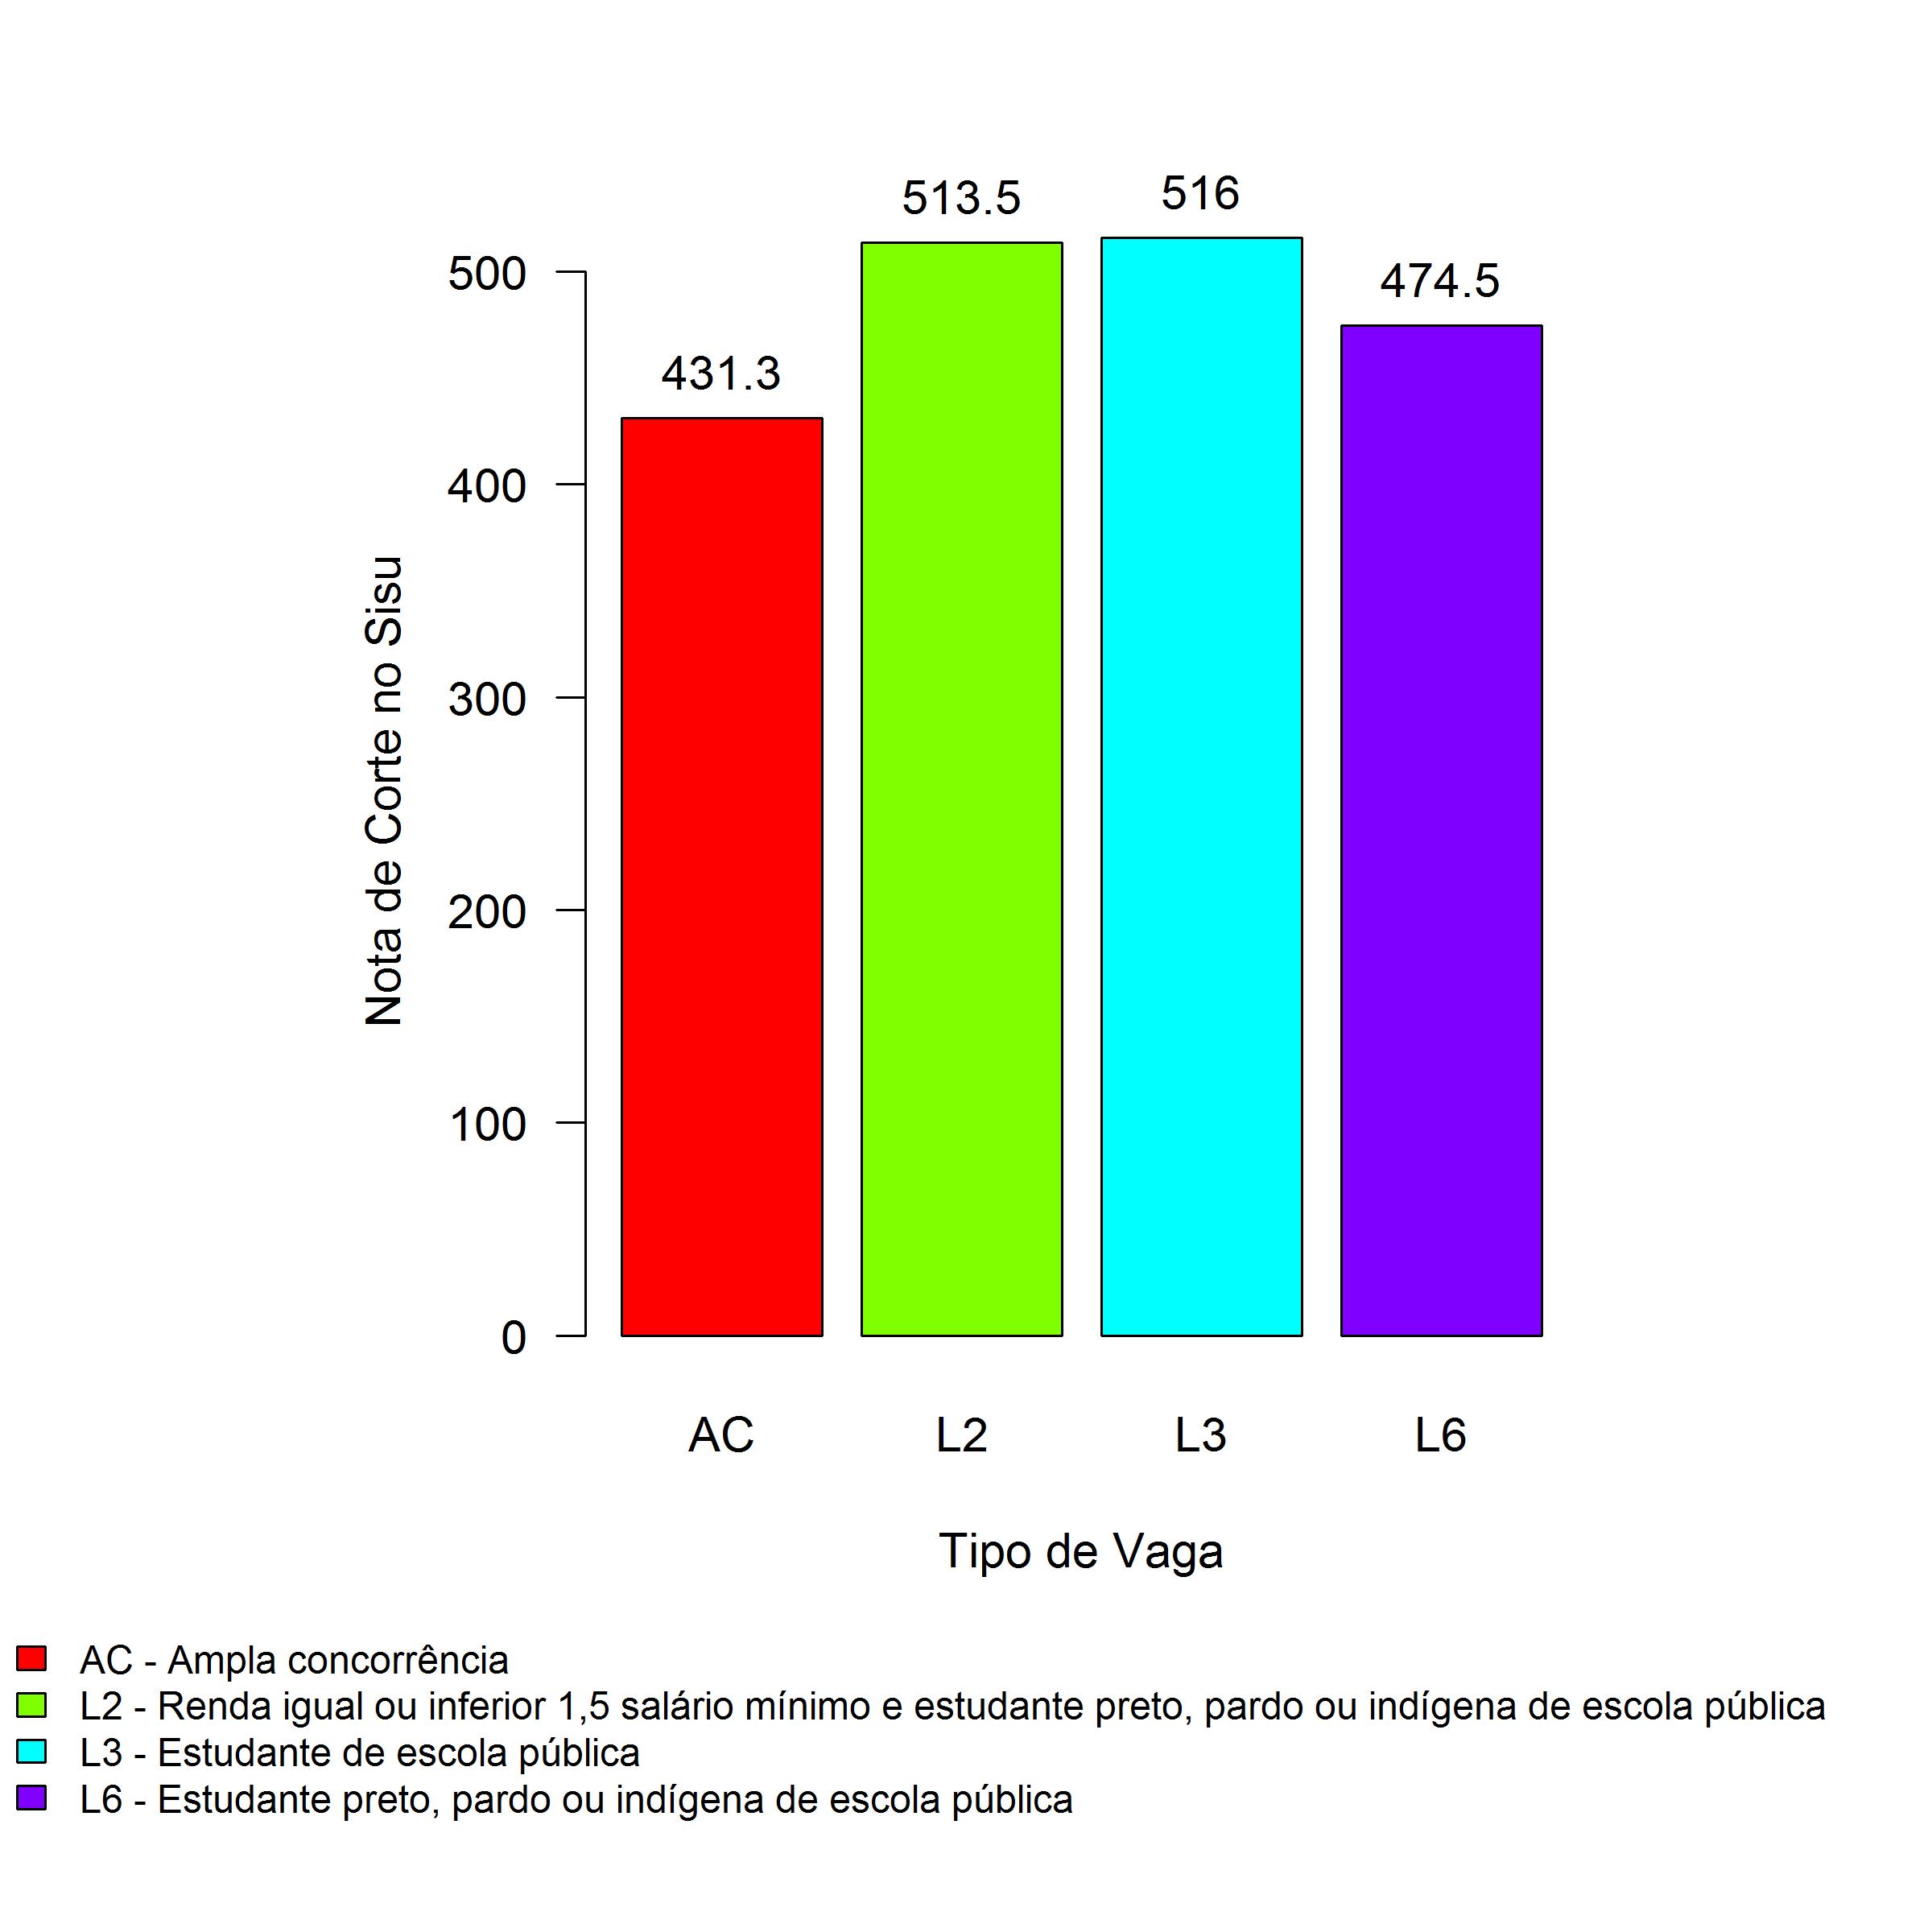 513.5
516
474.5
431.3
500
400
300
200
100
0
Nota de Corte no Sisu
AC
L2
L3
L6
Tipo de Vaga
AC - Ampla concorrência
L2 - Renda igual ou inferior 1,5 salário mínimo e estudante preto, pardo ou indígena de escola pública
L3 - Estudante de escola pública
L6 - Estudante preto, pardo ou indígena de escola pública